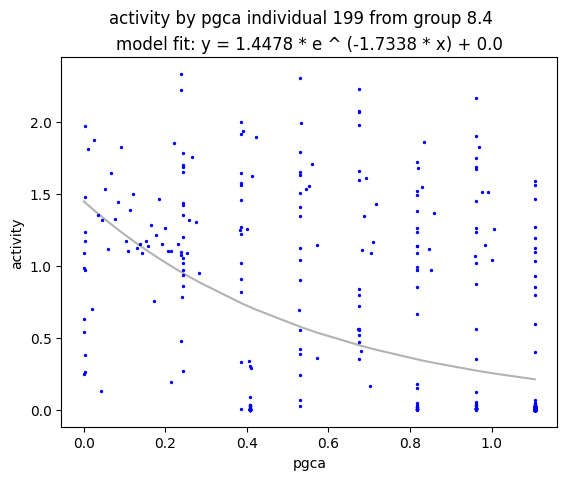 activity by pgca individual 199 from group 8.4
model fit: y = 1.4478 * e ^ (-1.7338 * x) + 0.0
2.0
1.5
1.0
0.5
0.0
activity
0.0 0.2 0.4 0.6 0.8 1.0
pgca